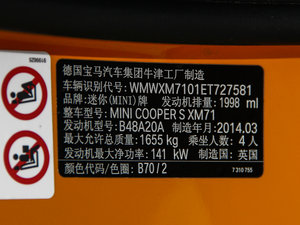 德国宝马汽车集团牛津工厂制造
车辆识别代号: WMWXM7101ET727581
品牌: 迷你(MINI)牌 发动机排量: 1998 ml
整车型号: MINI COOPER S XM71
发动机型号: B48A20A 制造年月: 2014.03
最大允许总质量: 1655 kg 乘坐人数: 4人
发动机最大净功率: 141 kW 制造国: 英国
颜色代码/色号: B70/2 7 310 755